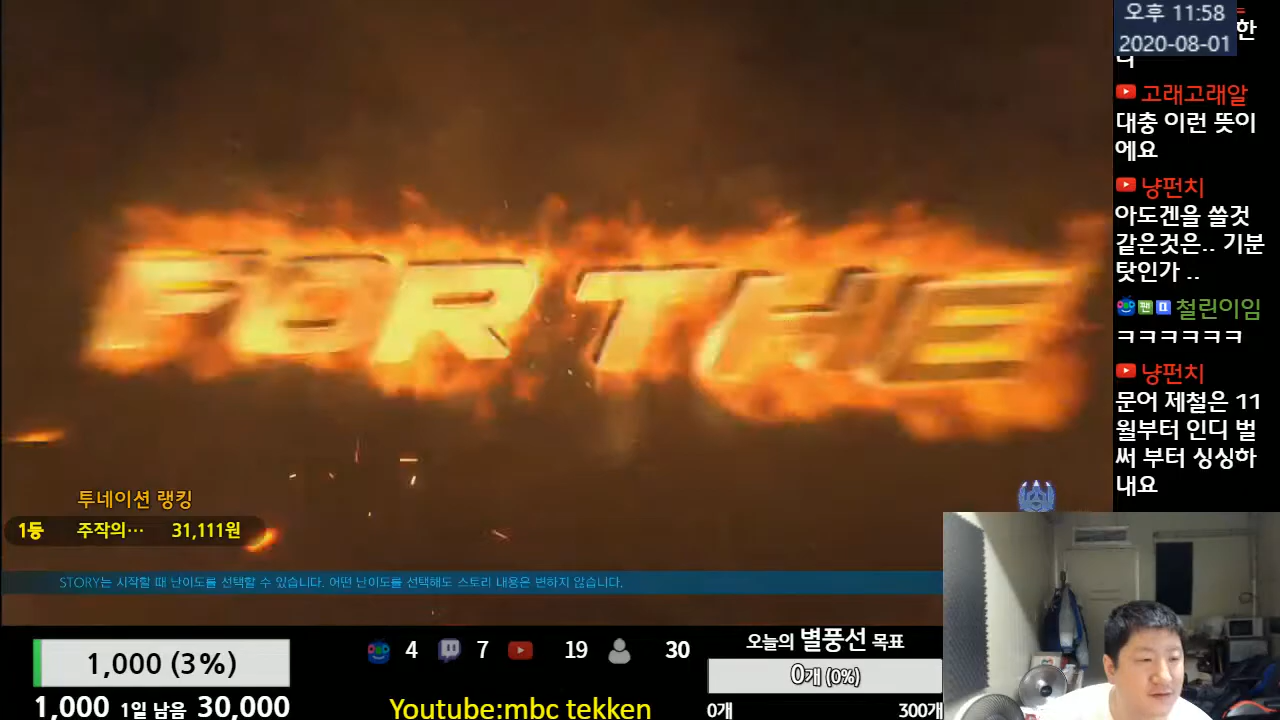 FOR THE
오후 11:58
2020-08-01
한
고래고래알
대충 이런 뜻이
에요
냥펀치
아도겐을 쓸것
같은것은.. 기분
탓인가 ..
팬 철린이임
ㅋㅋㅋㅋㅋㅋ
냥펀치
문어 제철은 11
월부터 인디 벌
써 부터 싱싱하
내요
투네이션 랭킹
1등 주작의… 31,111원
STORY는 시작할 때 난이도를 선택할 수 있습니다. 어떤 난이도를 선택해도 스토리 내용은 변하지 않습니다.
1,000 (3%)
1,000 1일 남음 30,000
4 7 19 30
Youtube:mbc tekken
오늘의 별풍선 목표
0개 (0%)
0개 300개